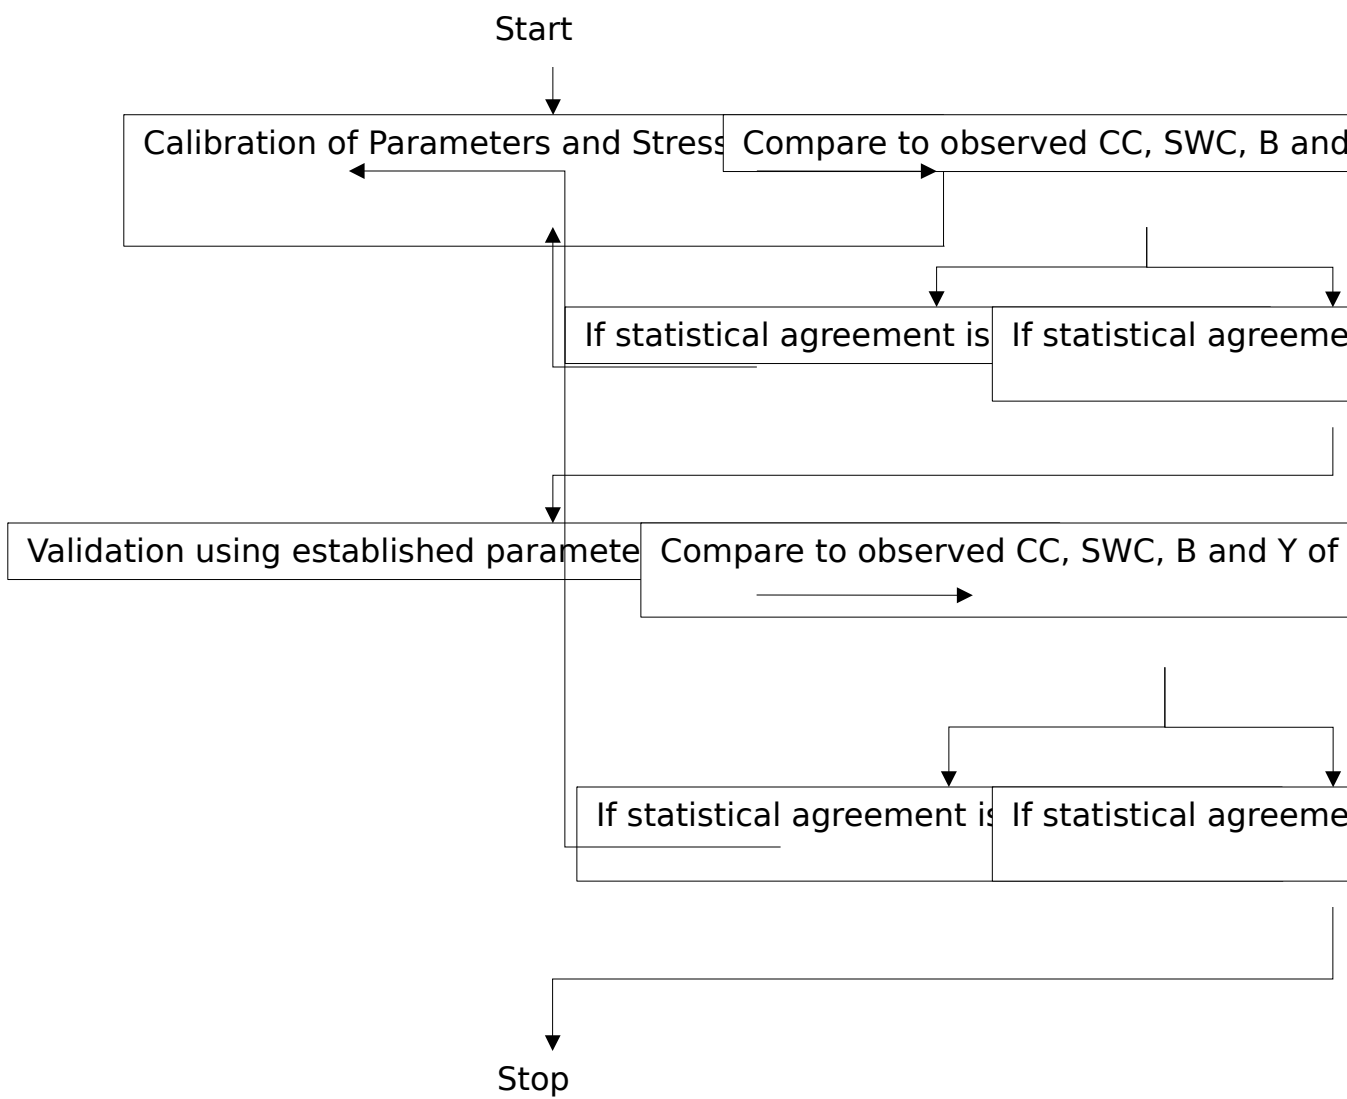 Start
Calibration of Parameters and Stress
Compare to observed CC, SWC, B and
If statistical agreement is
If statistical agreeme
Validation using established paramete
Compare to observed CC, SWC, B and Y of
If statistical agreement is
If statistical agreeme
Stop